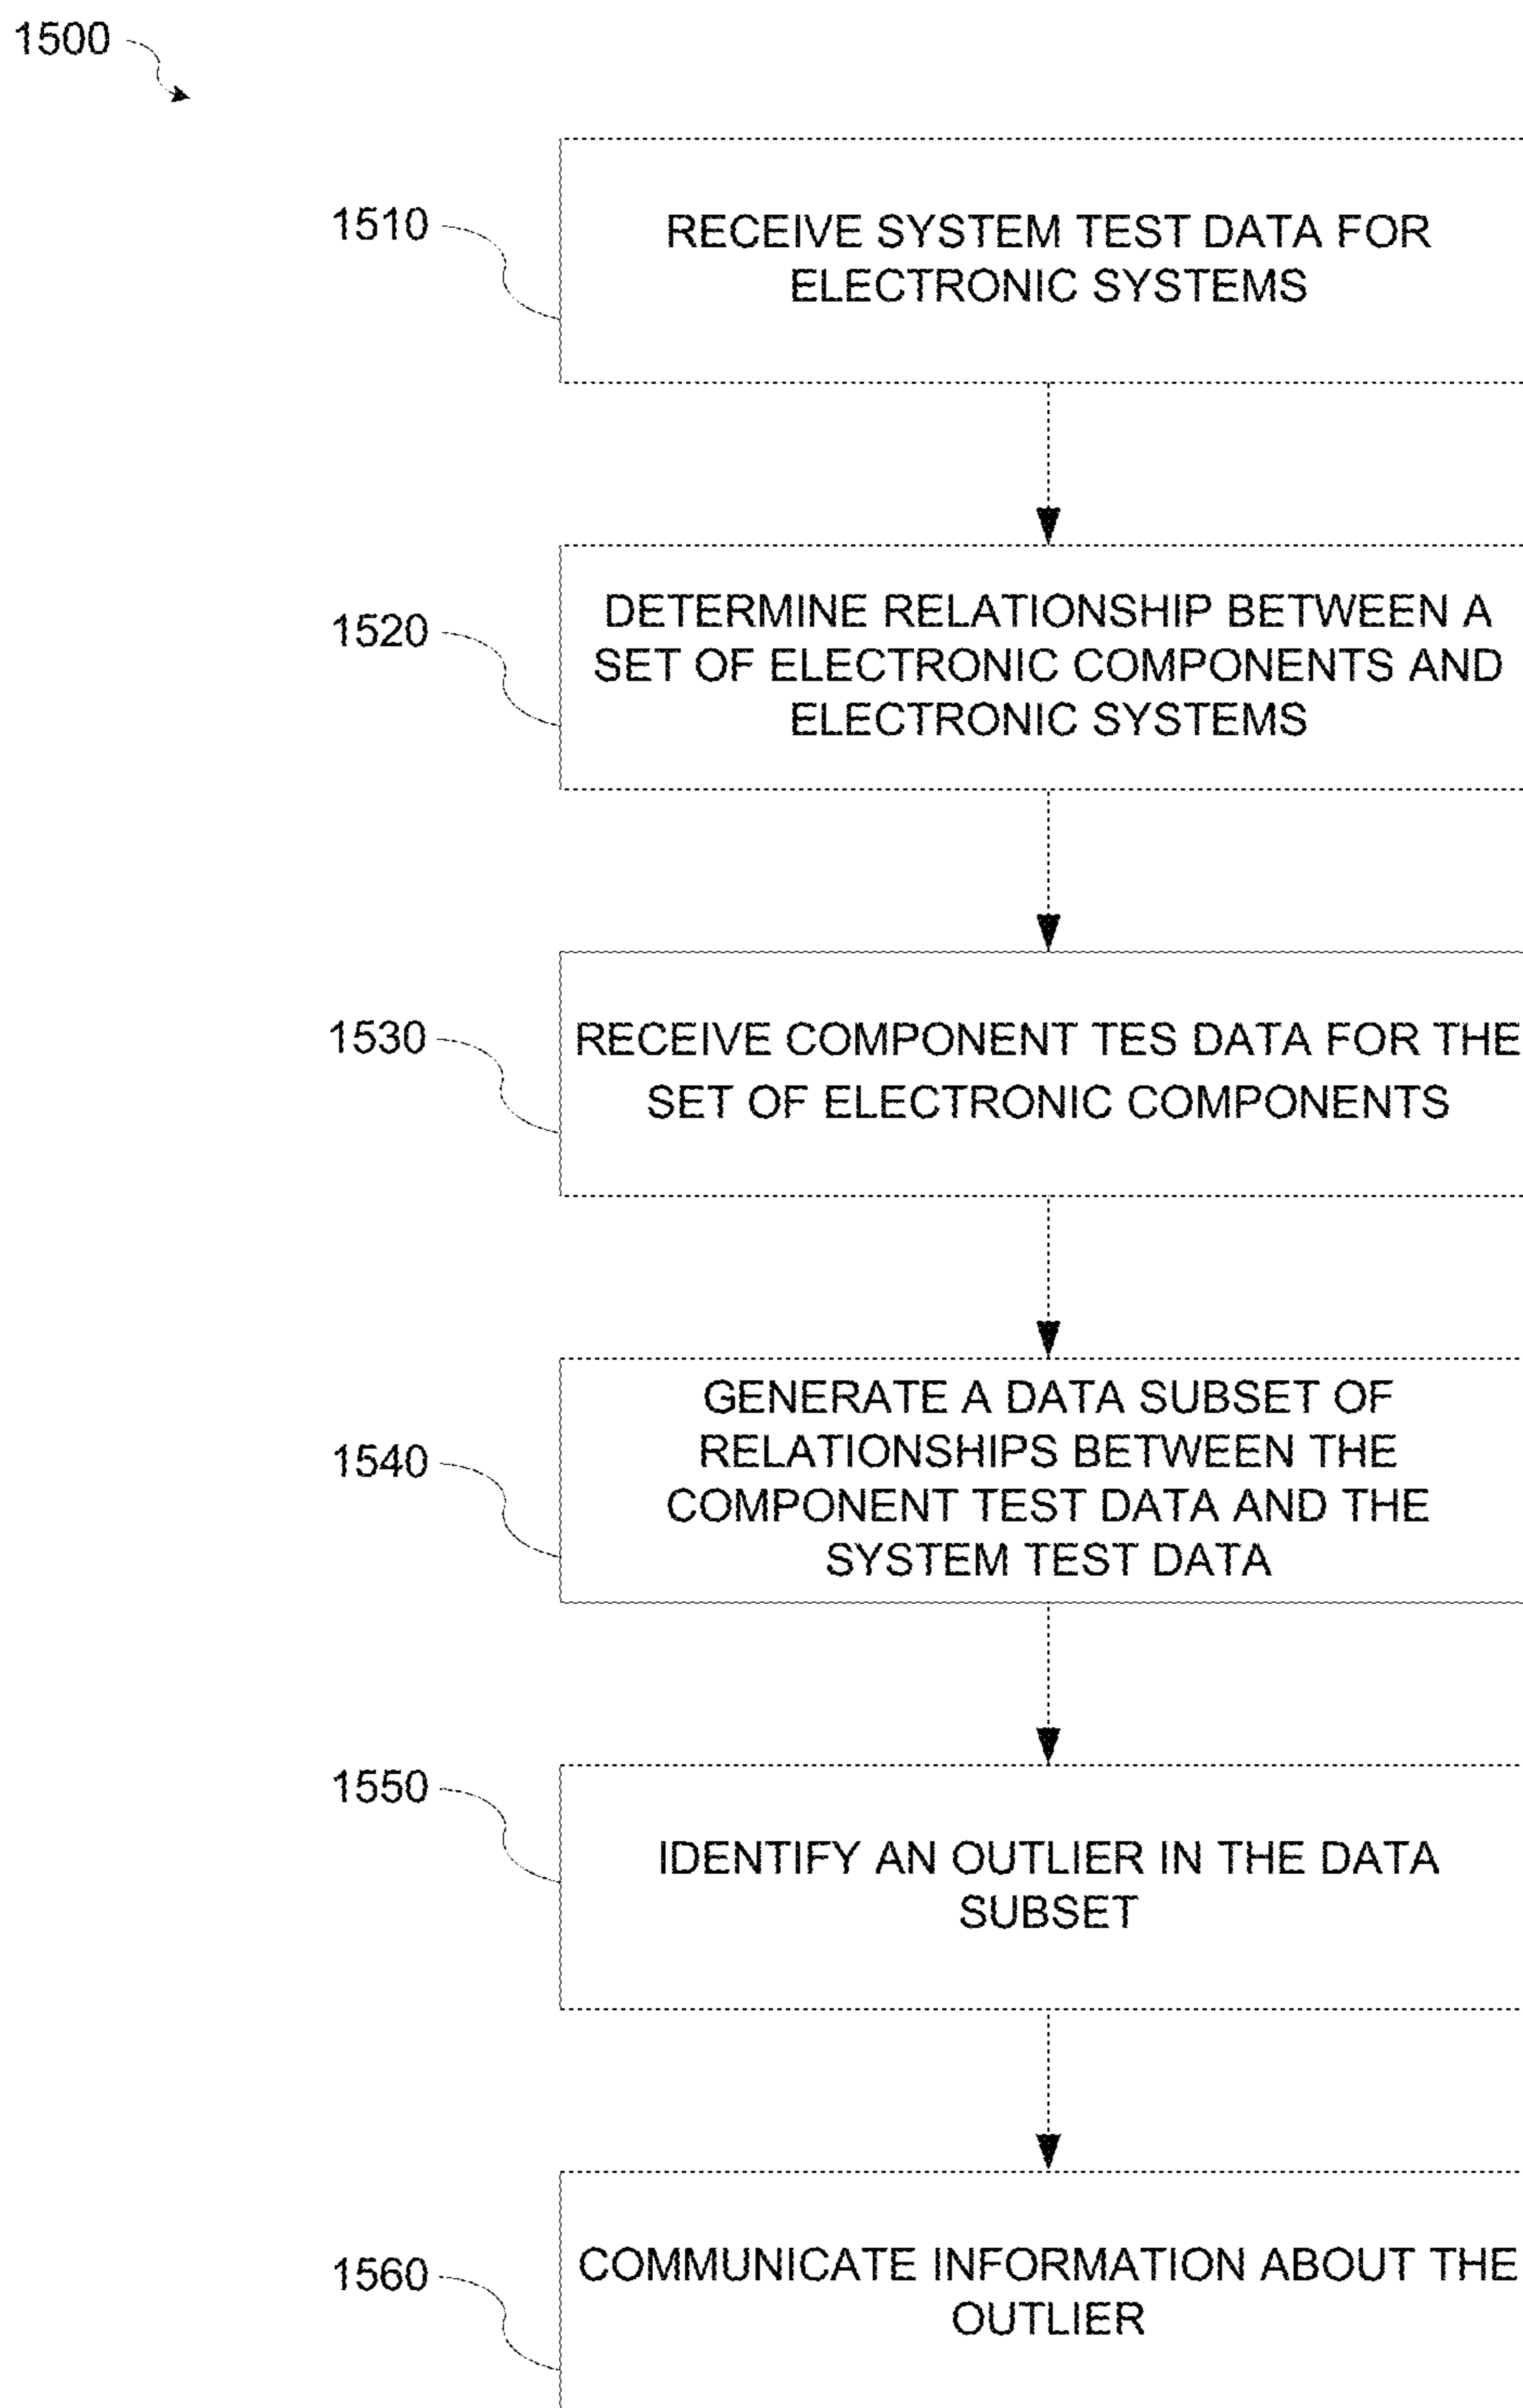 1500
1510
RECEIVE SYSTEM TEST DATA FOR
ELECTRONIC SYSTEMS
1520
DETERMINE RELATIONSHIP BETWEEN A
SET OF ELECTRONIC COMPONENTS AND
ELECTRONIC SYSTEMS
1530
RECEIVE COMPONENT TES DATA FOR THE
SET OF ELECTRONIC COMPONENTS
1540
GENERATE A DATA SUBSET OF
RELATIONSHIPS BETWEEN THE
COMPONENT TEST DATA AND THE
SYSTEM TEST DATA
1550
IDENTIFY AN OUTLIER IN THE DATA
SUBSET
1560
COMMUNICATE INFORMATION ABOUT THE
OUTLIER